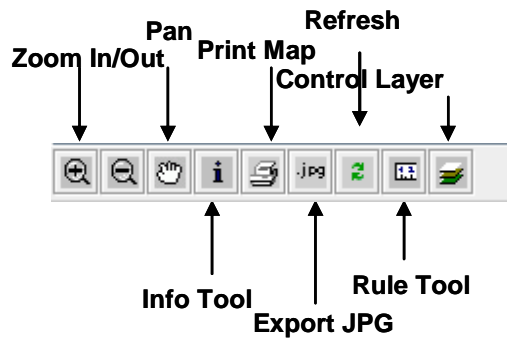 Refresh
Pan
Print Map
Zoom In/Out
Control Layer
i
.jpg
Info Tool
Rule Tool
Export JPG